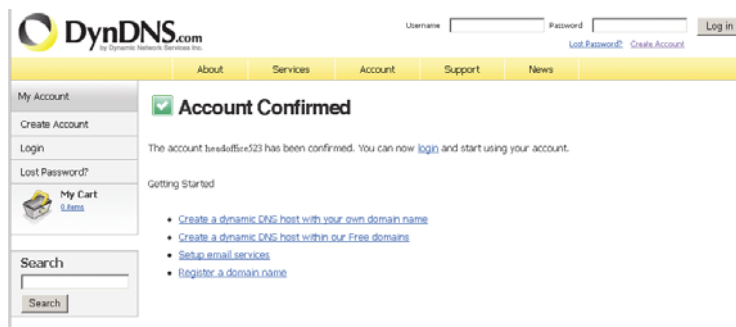 DynDNS.com
by Dynamic Network Services Inc.
Username
Password
Log in
Lost Password?
Create Account
About
Services
Account
Support
News
My Account
Create Account
Login
Lost Password?
My Cart
0 items
Search
Search
Account Confirmed
The account headoffice523 has been confirmed. You can now login and start using your account.
Getting Started
Create a dynamic DNS host with your own domain name
Create a dynamic DNS host within our Free domains
Setup email services
Register a domain name